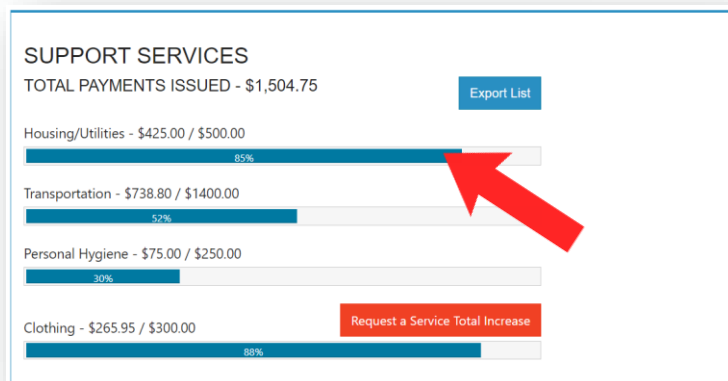 SUPPORT SERVICES
TOTAL PAYMENTS ISSUED - $1,504.75
Export List
Housing/Utilities - $425.00 / $500.00
85%
Transportation - $738.80 / $1400.00
52%
Personal Hygiene - $75.00 / $250.00
30%
Clothing - $265.95 / $300.00
Request a Service Total Increase
88%